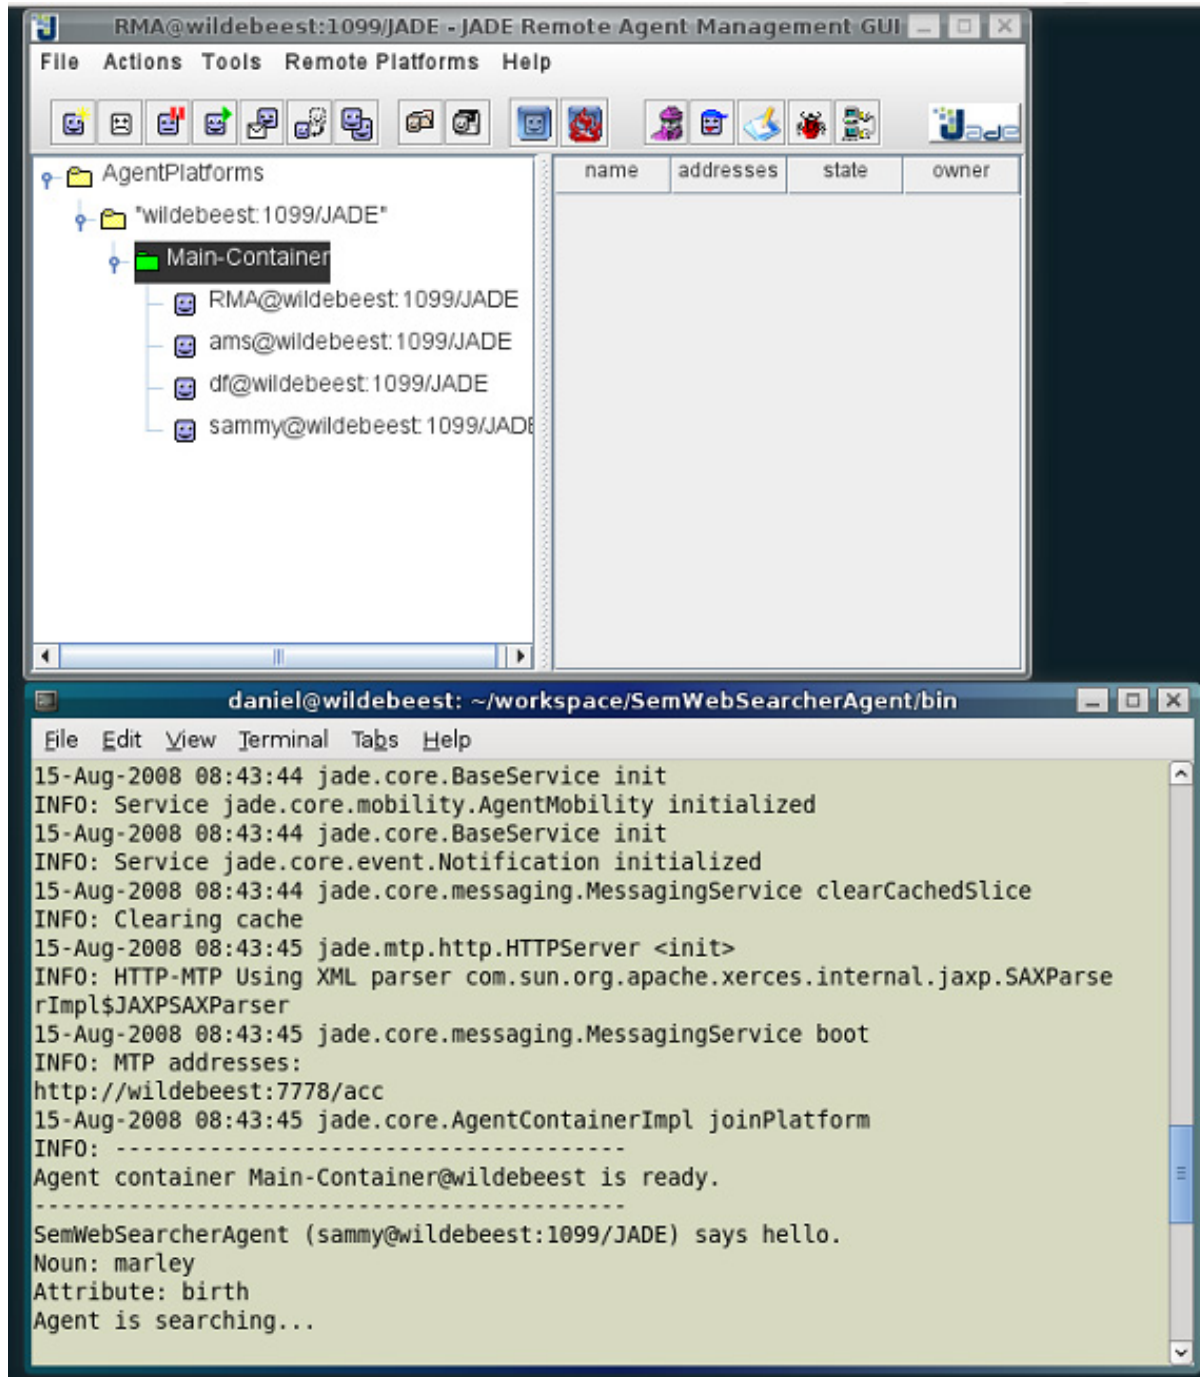 RMA@wildebeest:1099/JADE - JADE Remote Agent Management GUI
File Actions Tools Remote Platforms Help
Jade
AgentPlatforms
name addresses state owner
"wildebeest:1099/JADE"
Main-Container
RMA@wildebeest:1099/JADE
ams@wildebeest:1099/JADE
df@wildebeest:1099/JADE
sammy@wildebeest:1099/JADE
daniel@wildebeest: ~/workspace/SemWebSearcherAgent/bin
File Edit View Terminal Tabs Help
15-Aug-2008 08:43:44 jade.core.BaseService init
INFO: Service jade.core.mobility.AgentMobility initialized
15-Aug-2008 08:43:44 jade.core.BaseService init
INFO: Service jade.core.event.Notification initialized
15-Aug-2008 08:43:44 jade.core.messaging.MessagingService clearCachedSlice
INFO: Clearing cache
15-Aug-2008 08:43:45 jade.mtp.http.HTTPServer <init>
INFO: HTTP-MTP Using XML parser com.sun.org.apache.xerces.internal.jaxp.SAXParse
rImpl$JAXPSAXParser
15-Aug-2008 08:43:45 jade.core.messaging.MessagingService boot
INFO: MTP addresses:
http://wildebeest:7778/acc
15-Aug-2008 08:43:45 jade.core.AgentContainerImpl joinPlatform
INFO: --------------------------------------
Agent container Main-Container@wildebeest is ready.
--------------------------------------------
SemWebSearcherAgent (sammy@wildebeest:1099/JADE) says hello.
Noun: marley
Attribute: birth
Agent is searching...